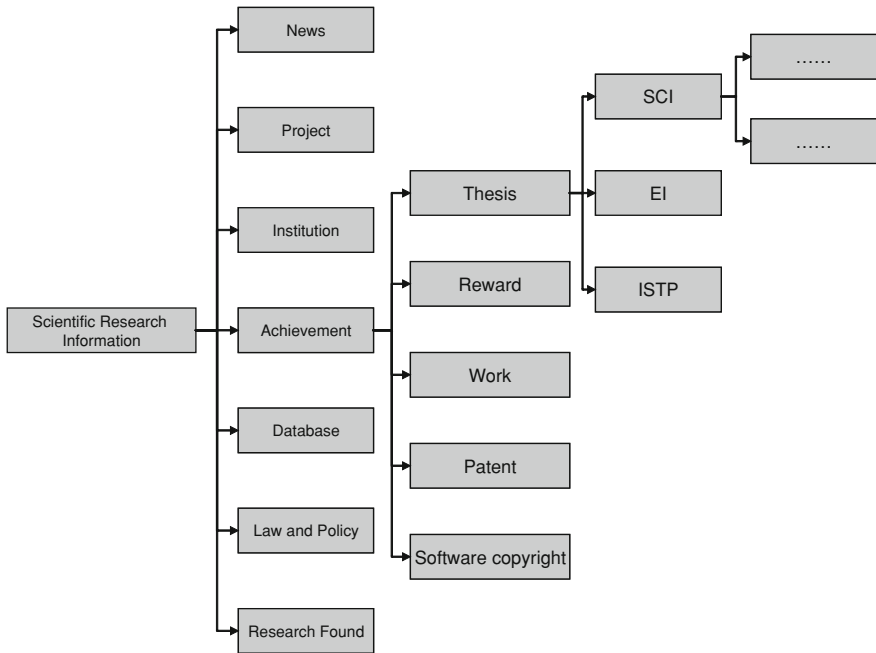 News
Project
Institution
Scientific Research
Information
Achievement
Database
Law and Policy
Research Found
Thesis
Reward
Work
Patent
Software copyright
SCI
EI
ISTP
......
......